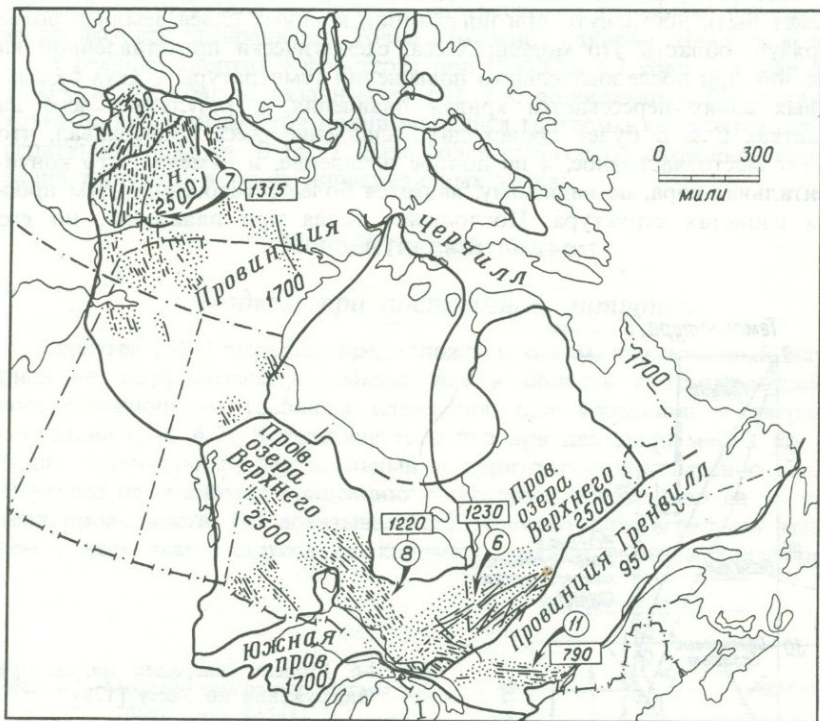 М 1700
Н
2500
7
1315
0 300
мили
Провинция Черчилл
1700
1700
Пров.
озера
Верхнего
2500
1220
8
1230
6
Пров.
озера
Верхнего
2500
Провинция Гренвилл
950
11
790
Южная
пров.
1700
I